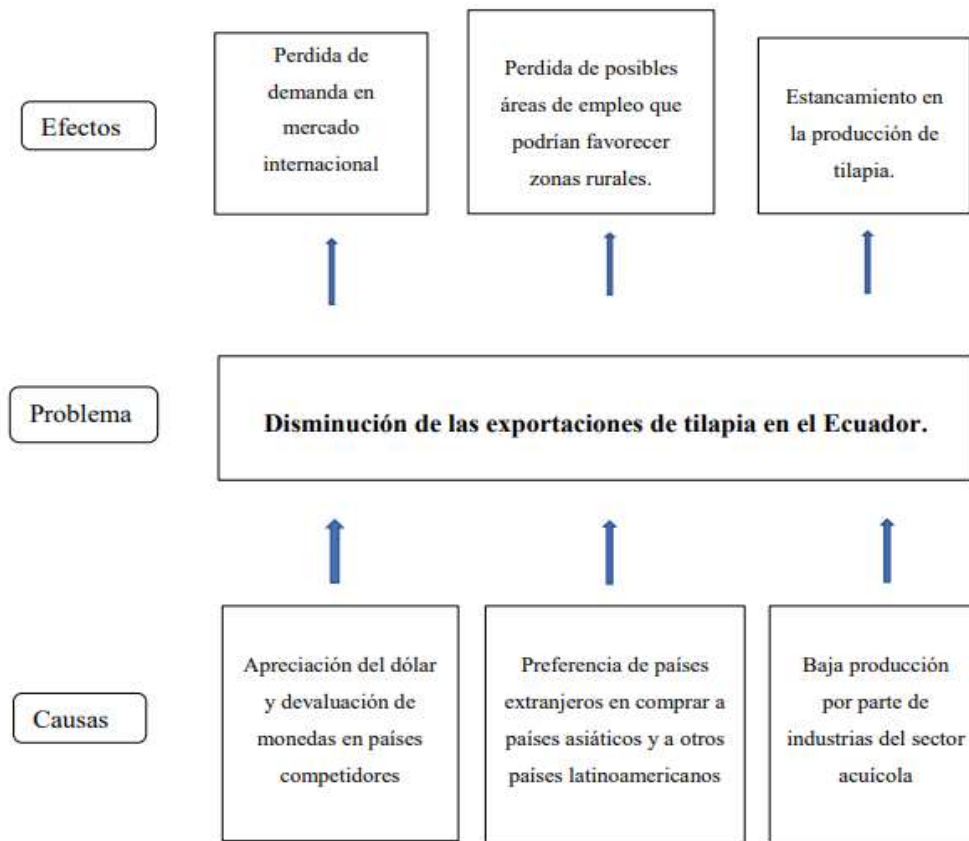 Efectos
Perdida de
demanda en
mercado
internacional
Perdida de posibles
áreas de empleo que
podrían favorecer
zonas rurales.
Estancamiento en
la producción de
tilapia.
Problema
Disminución de las exportaciones de tilapia en el Ecuador.
Causas
Apreciación del dólar
y devaluación de
monedas en países
competidores
Preferencia de países
extranjeros en comprar a
países asiáticos y a otros
países latinoamericanos
Baja producción
por parte de
industrias del sector
acuícola